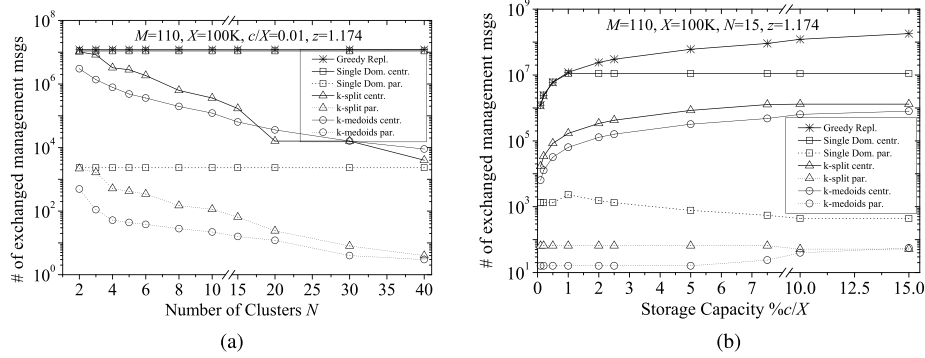 # of exchanged management msgs
10^8
10^6
10^4
10^2
10^0
M=110, X=100K, c/X=0.01, z=1.174
Greedy Repl.
Single Dom. centr.
Single Dom. par.
k-split centr.
k-split par.
k-medoids centr.
k-medoids par.
2 4 6 8 10 15 20 25 30 35 40
Number of Clusters N
(a)
# of exchanged management msgs
10^9
10^7
10^5
10^3
10^1
M=110, X=100K, N=15, z=1.174
Greedy Repl.
Single Dom. centr.
Single Dom. par.
k-split centr.
k-split par.
k-medoids centr.
k-medoids par.
0 1 2 3 4 5 6 7 10.0 12.5 15.0
Storage Capacity %c/X
(b)